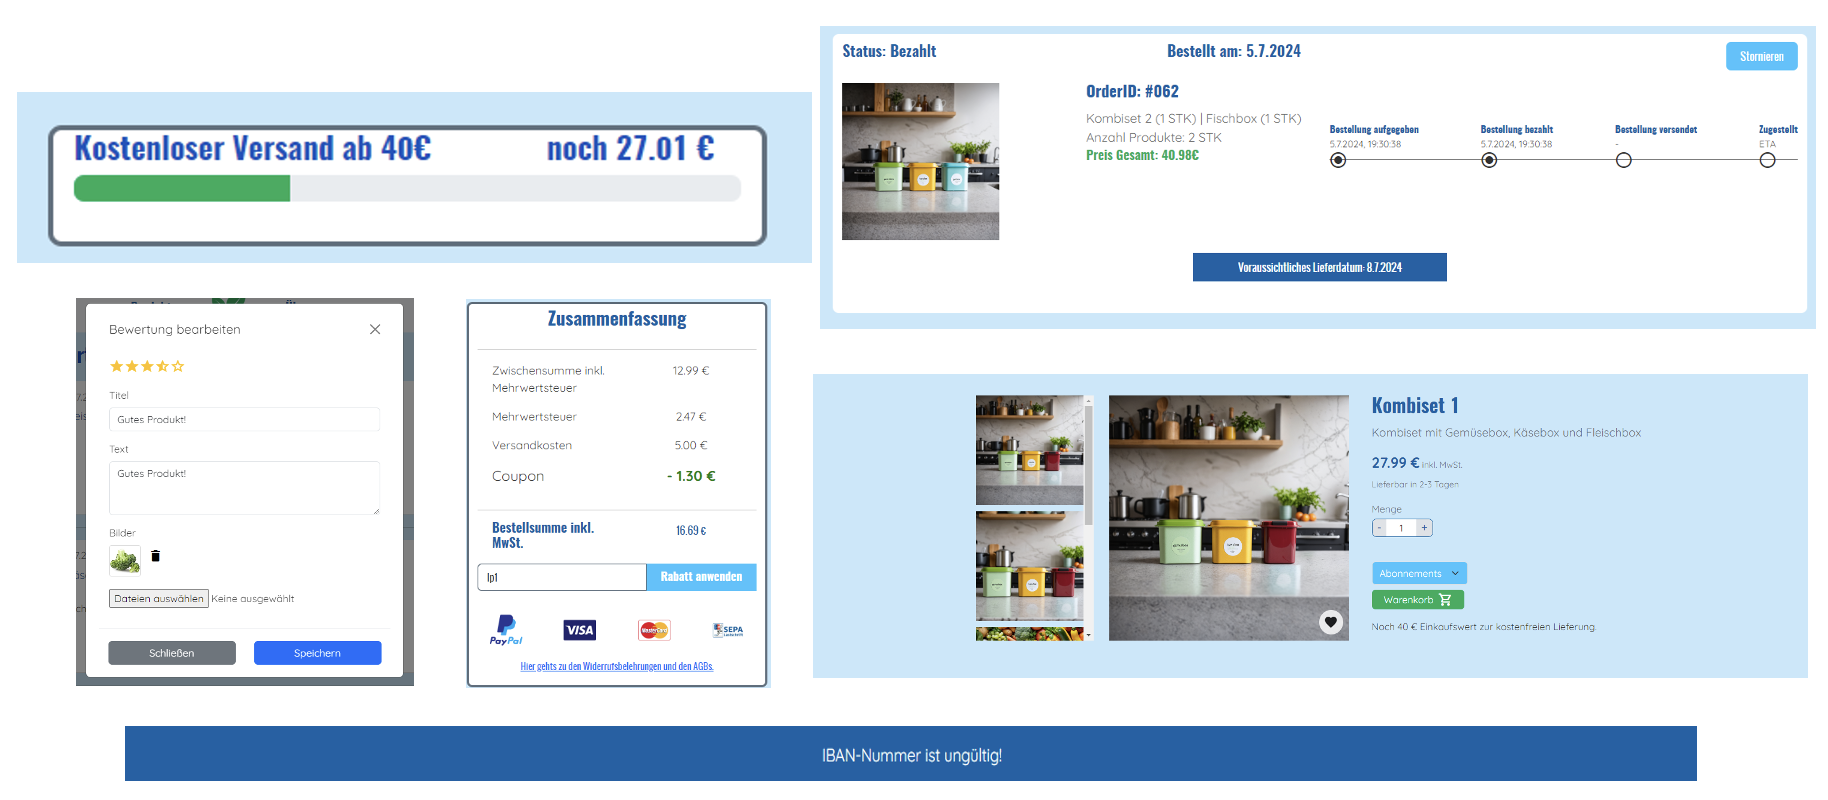 Kostenloser Versand ab 40€ noch 27.01 €
Status: Bezahlt
Bestellt am: 5.7.2024
Stornieren
OrderID: #062
Kombiset 2 (1 STK) | Fischbox (1 STK)
Anzahl Produkte: 2 STK
Preis Gesamt: 40.98€
Bestellung aufgegeben
5.7.2024, 19:30:38
Bestellung bezahlt
5.7.2024, 19:30:38
Bestellung versendet
-
Zugestellt
ETA
Voraussichtliches Lieferdatum: 8.7.2024
Bewertung bearbeiten
Titel
Gutes Produkt!
Text
Gutes Produkt!
Bilder
Dateien auswählen Keine ausgewählt
Schließen
Speichern
Zusammenfassung
Zwischensumme inkl. 12.99 €
Mehrwertsteuer
Mehrwertsteuer 2.47 €
Versandkosten 5.00 €
Coupon - 1.30 €
Bestellsumme inkl. 16.69 €
MwSt.
lp1
Rabatt anwenden
PayPal
VISA
MasterCard
SEPA
Hier gehts zu den Widerrufsbelehrungen und den AGBs.
Kombiset 1
Kombiset mit Gemüsebox, Käsebox und Fleischbox
27.99 € inkl. MwSt.
Lieferbar in 2-3 Tagen
Menge
- 1 +
Abonnements
Warenkorb
Noch 40 € Einkaufswert zur kostenfreien Lieferung.
IBAN-Nummer ist ungültig!